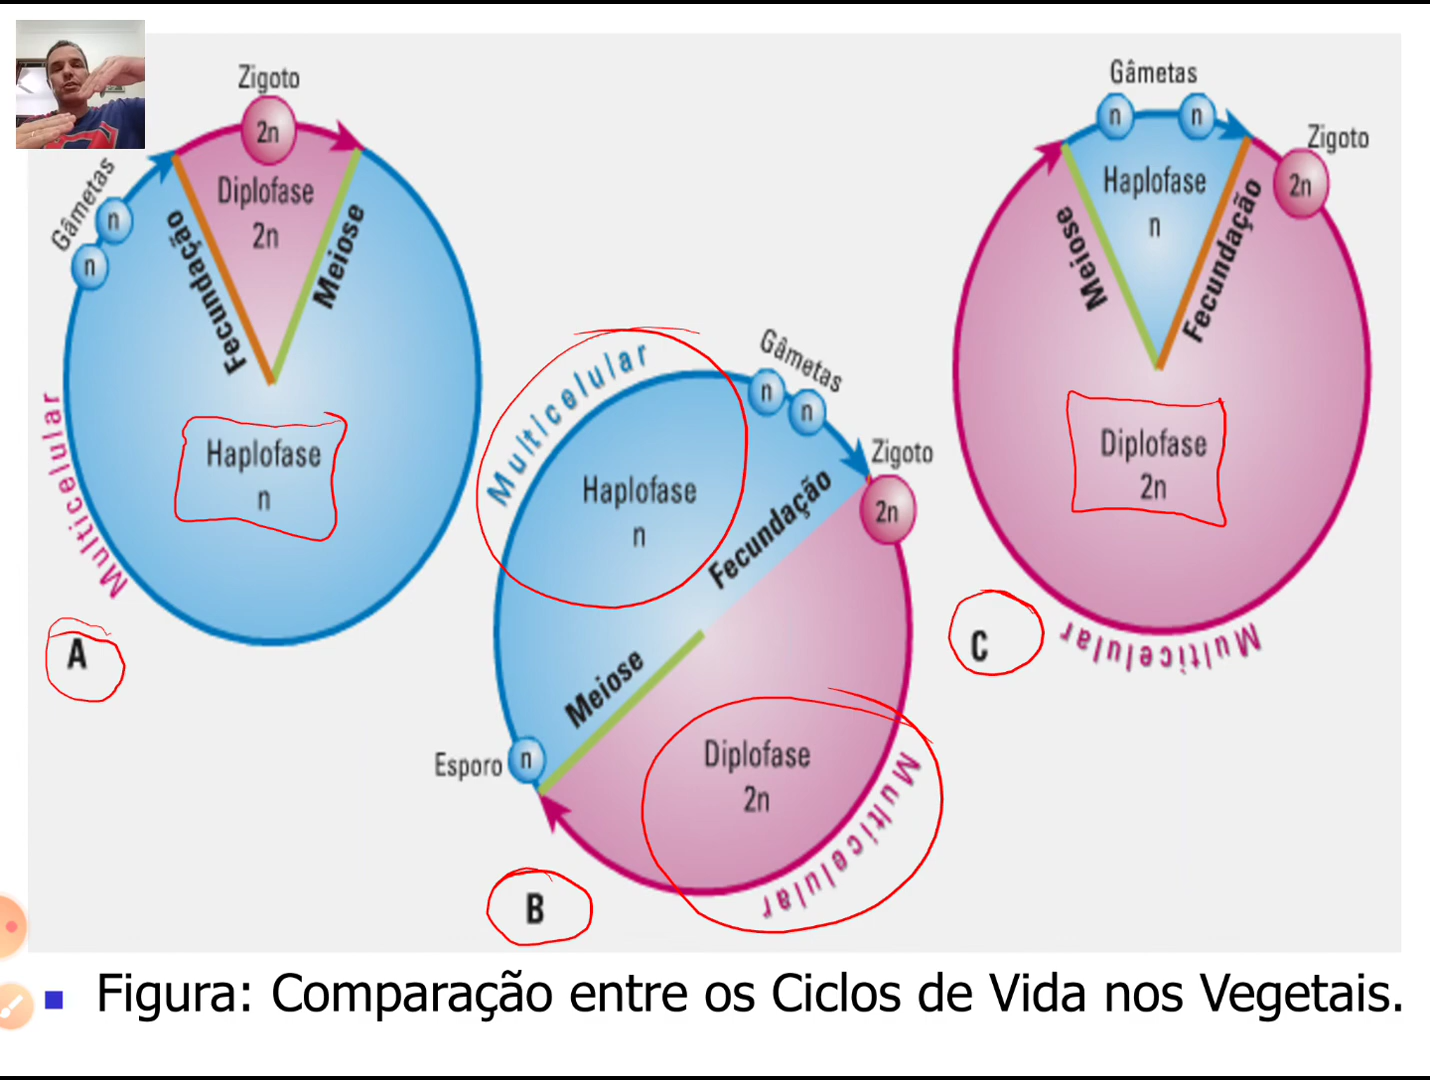 Zigoto
2n
Diplofase
2n
Gâmetas
n
n
Fecundação
Meiose
Haplofase
n
Multicelular
A
Multicelular
Gâmetas
n
n
Haplofase
n
Fecundação
Zigoto
2n
Meiose
Esporo
n
Diplofase
2n
Multicelular
B
Gâmetas
n
n
Zigoto
2n
Haplofase
n
Meiose
Fecundação
Diplofase
2n
C
Multicelular
Figura: Comparação entre os Ciclos de Vida nos Vegetais.